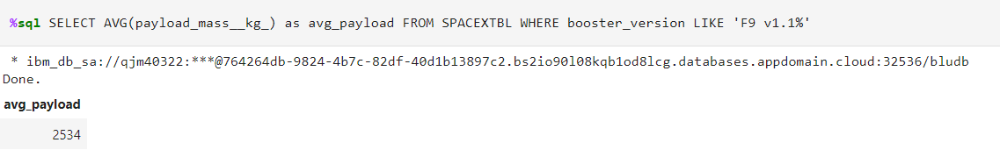 %sql SELECT AVG(payload_mass__kg_) as avg_payload FROM SPACEXTBL WHERE booster_version LIKE 'F9 v1.1%'
* ibm_db_sa://qjm40322:***@764264db-9824-4b7c-82df-40d1b13897c2.bs2io90l08kqb1od8lcg.databases.appdomain.cloud:32536/bludb
Done.
avg_payload
2534